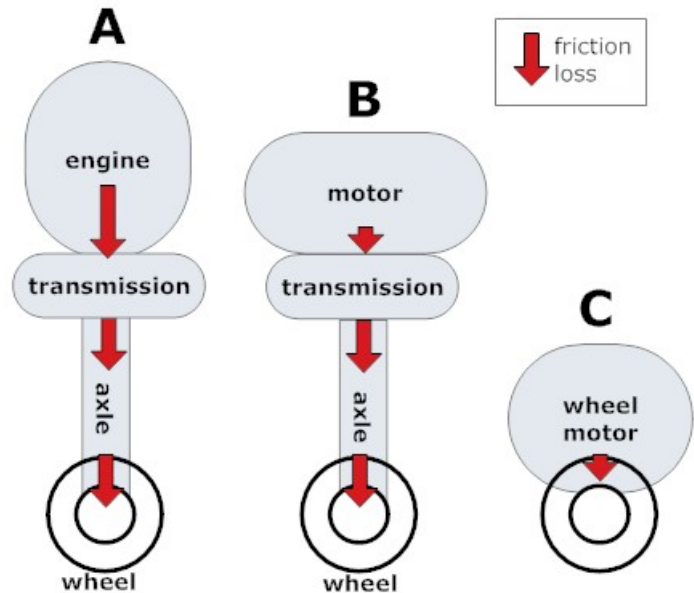 A
engine
transmission
axle
wheel
B
motor
transmission
axle
wheel
C
wheel
motor
friction
loss